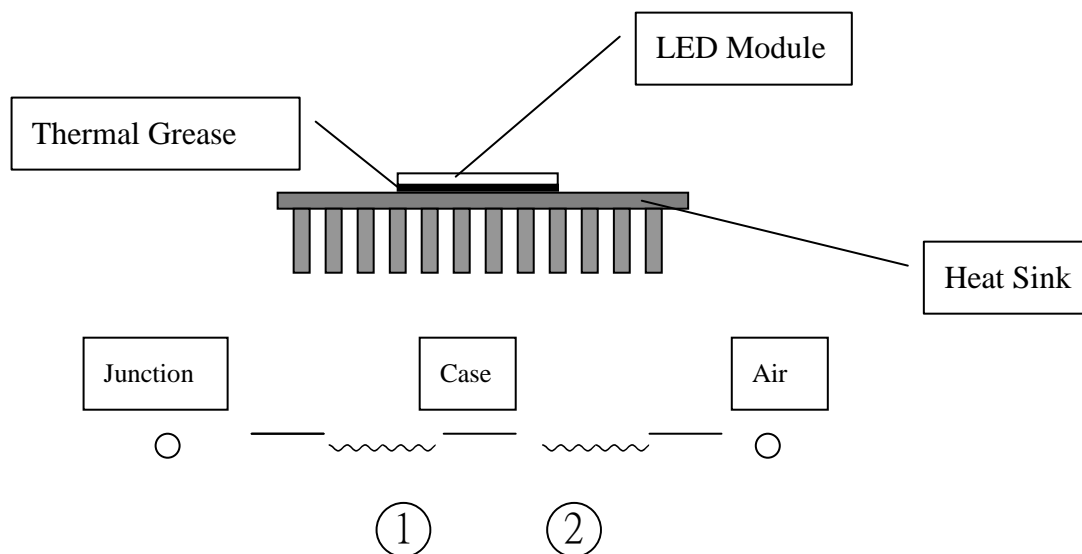 LED Module
Thermal Grease
Heat Sink
Junction
Case
Air
1
2